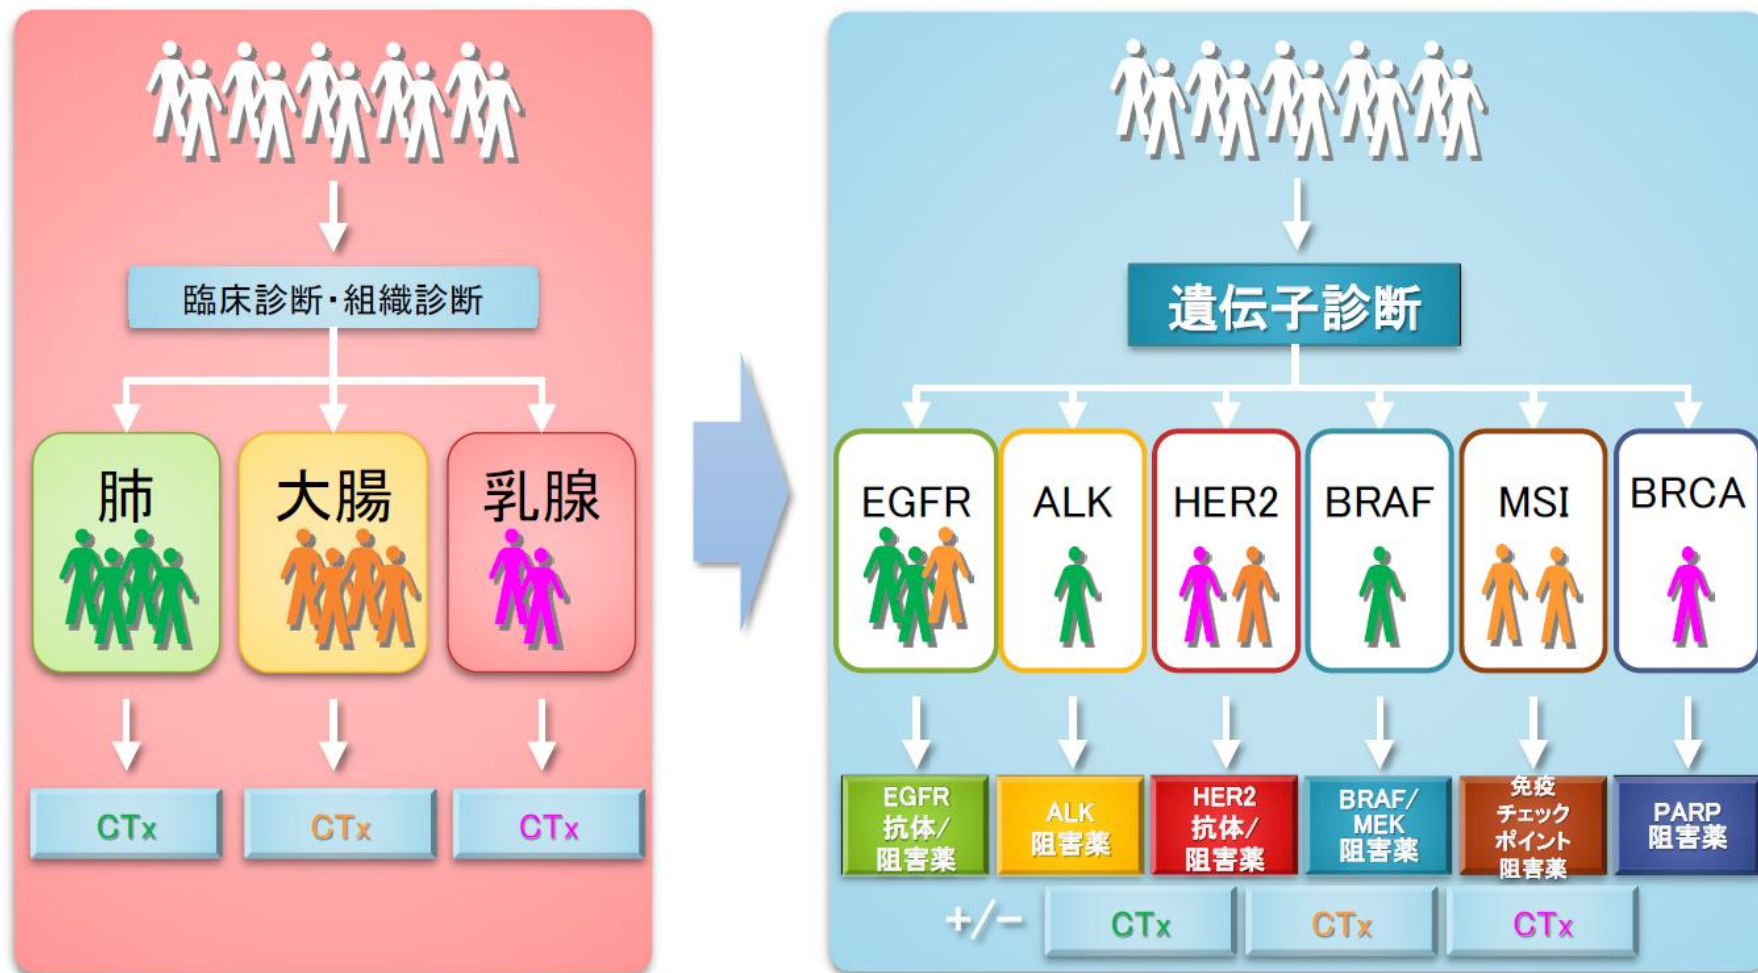 臨床診断・組織診断
肺
大腸
乳腺
CTx
CTx
CTx
遺伝子診断
EGFR
ALK
HER2
BRAF
MSI
BRCA
EGFR
抗体/
阻害薬
ALK
阻害薬
HER2
抗体/
阻害薬
BRAF/
MEK
阻害薬
免疫
チェック
ポイント
阻害薬
PARP
阻害薬
+/-
CTx
CTx
CTx